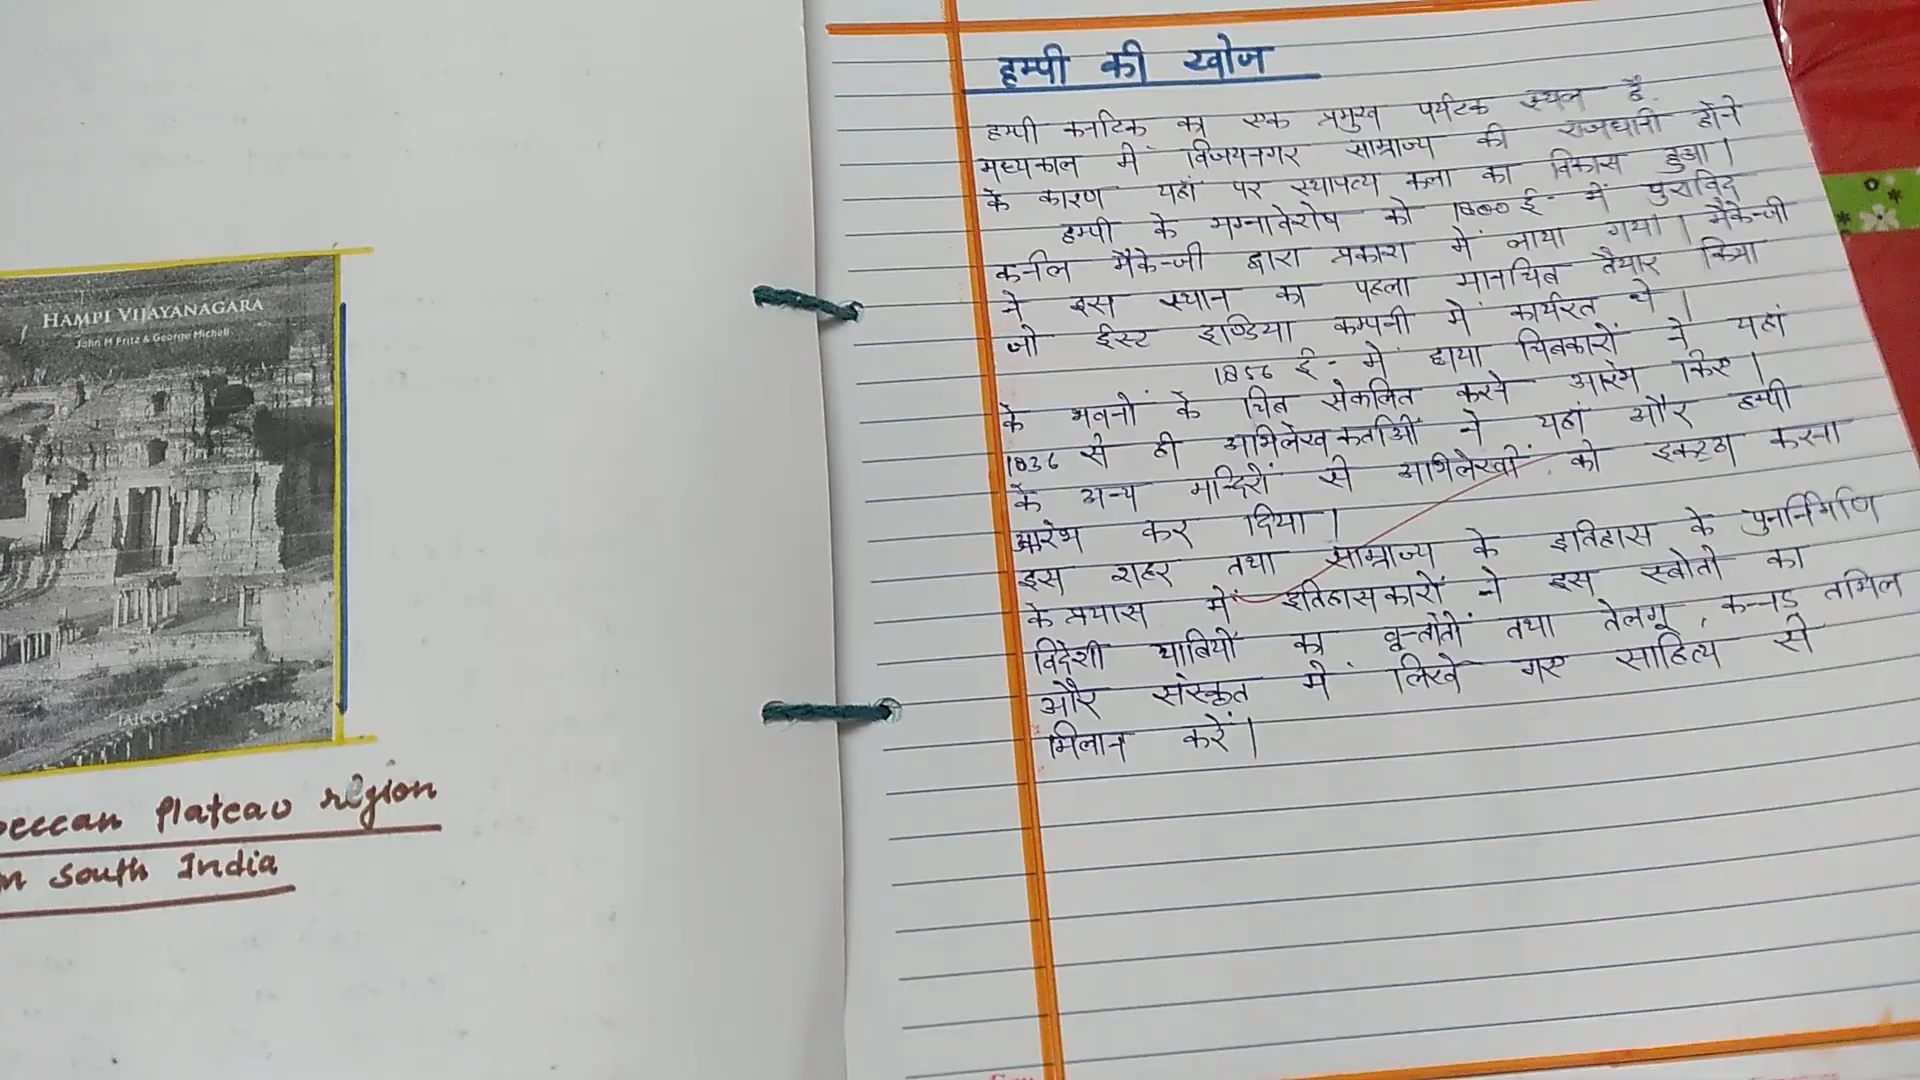 HAMPI VIJAYANAGARA
John M Fritz & George Michell
JAICO
Deccan Plateau region
in South India
हम्पी की खोज
हम्पी कर्नाटक का एक प्रमुख पर्यटक स्थल है
मध्यकाल में विजयनगर साम्राज्य की राजधानी होने
के कारण यहाँ पर स्थापत्य कला का विकास हुआ।
हम्पी के भग्नावेशेष को 1800 ई- में पुराविद्
कर्नल मैकेन्जी द्वारा प्रकाश में लाया गया। मैकेन्जी
ने इस स्थान का पहला मानचित्र तैयार किया
जो ईस्ट इण्डिया कम्पनी में कार्यरत थे।
1856 ई- में छाया चित्रकारों ने यहां
के भवनों के चित्र संकलित करने आरंभ किए।
1836 से ही अभिलेख कर्ताओं ने यहां और हम्पी
के अन्य मन्दिरों से अभिलेखों को इकट्ठा करना
आरंभ कर दिया।
इस शहर तथा साम्राज्य के इतिहास के पुनर्निर्माण
के प्रयास में इतिहासकारों ने इस स्त्रोतो का
विदेशी यात्रियों का वृन्तांतों तथा तेलगू, कन्नड़ तमिल
और संस्कृत में लिखे गए साहित्य से
मिलान करें।